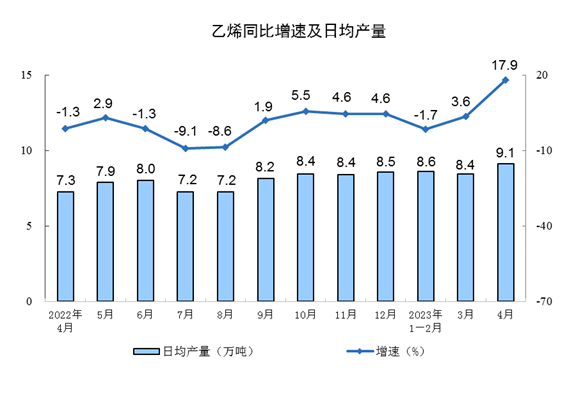 乙烯同比增速及日均产量
15
10
5
0
20
-10
-40
-70
-1.3
2.9
-1.3
-9.1
-8.6
1.9
5.5
4.6
4.6
-1.7
3.6
17.9
7.3
7.9
8.0
7.2
7.2
8.2
8.4
8.4
8.5
8.6
8.4
9.1
2022年
4月
5月
6月
7月
8月
9月
10月
11月
12月
2023年
1—2月
3月
4月
日均产量（万吨）
增速（%）